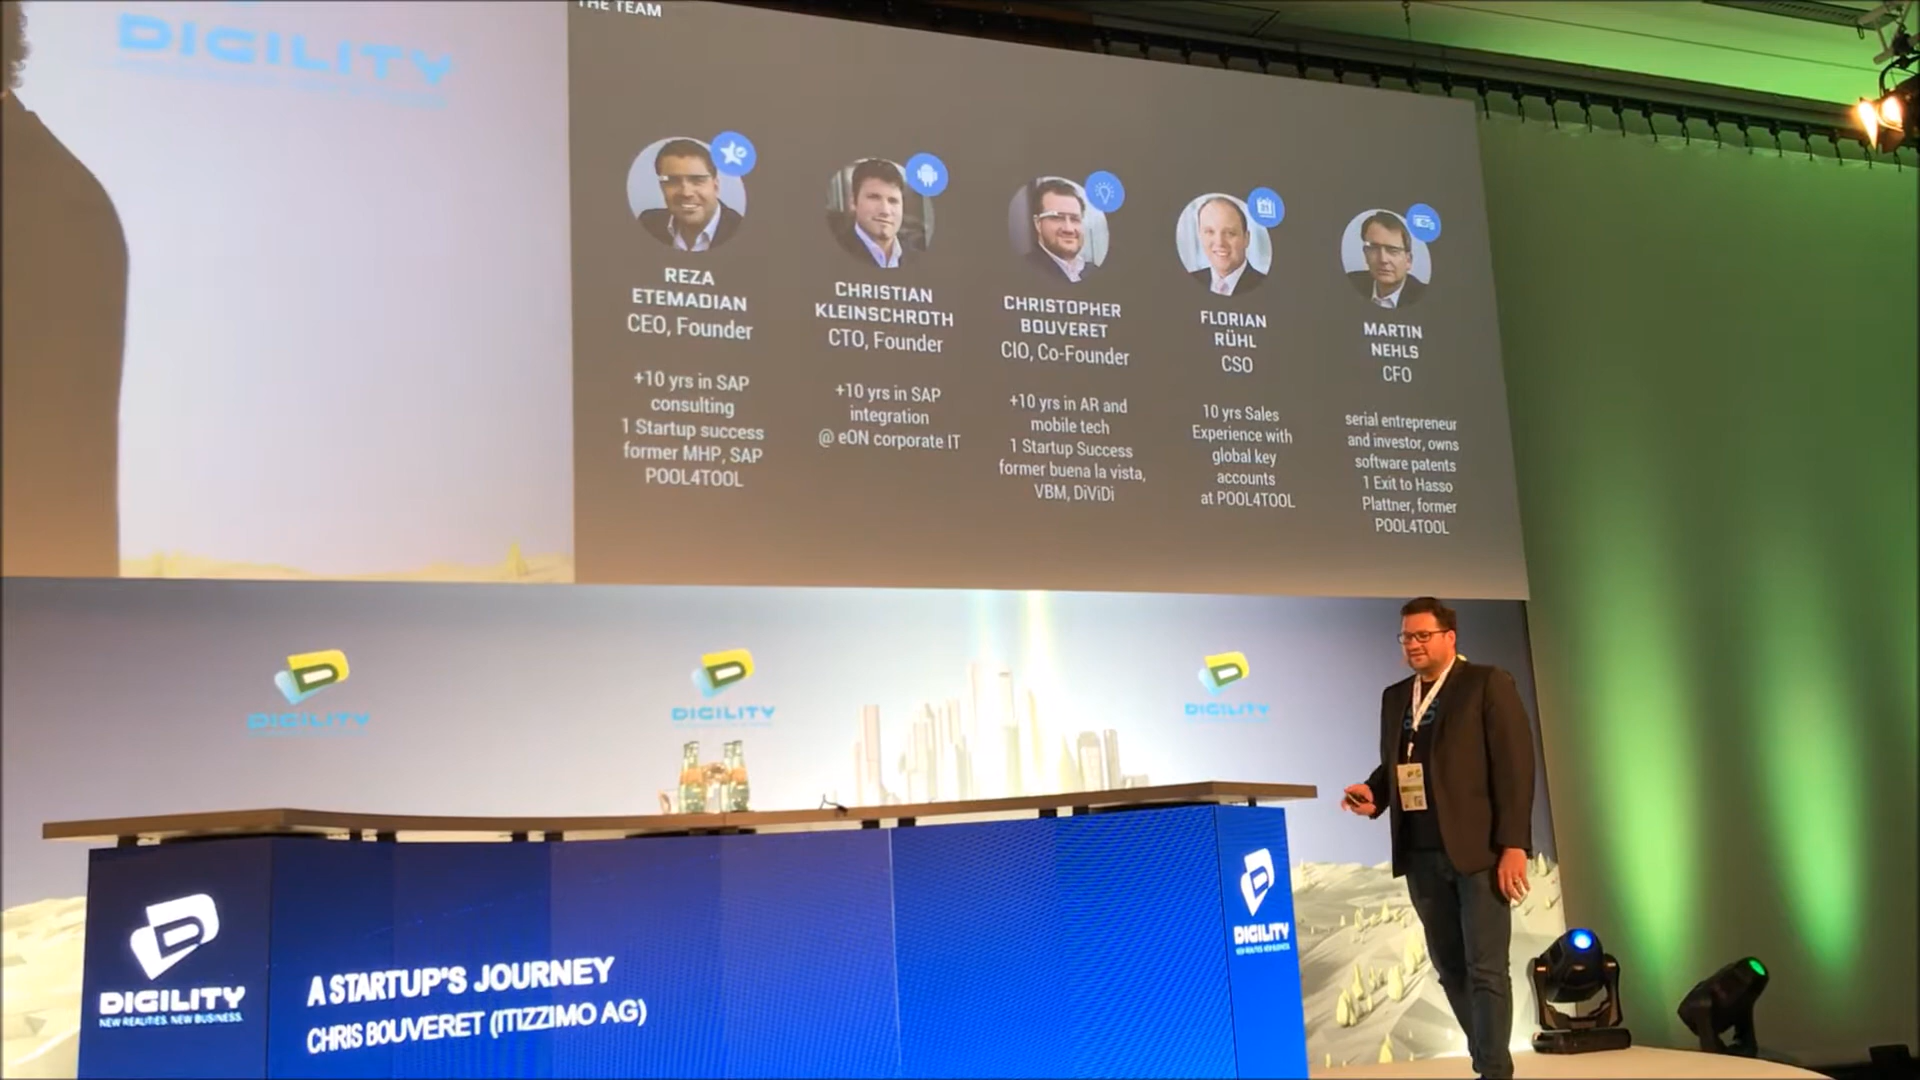 DIGILITY
THE TEAM
REZA
ETEMADIAN
CEO, Founder
+10 yrs in SAP
consulting
1 Startup success
former MHP, SAP
POOL4TOOL
CHRISTIAN
KLEINSCHROTH
CTO, Founder
+10 yrs in SAP
integration
@ eON corporate IT
CHRISTOPHER
BOUVERET
CIO, Co-Founder
+10 yrs in AR and
mobile tech
1 Startup Success
former buena la vista,
VBM, DiViDi
FLORIAN
RÜHL
CSO
10 yrs Sales
Experience with
global key
accounts
at POOL4TOOL
MARTIN
NEHLS
CFO
serial entrepreneur
and investor, owns
software patents
1 Exit to Hasso
Plattner, former
POOL4TOOL
DIGILITY
DIGILITY
DIGILITY
DIGILITY
NEW REALITIES. NEW BUSINESS.
A STARTUP'S JOURNEY
CHRIS BOUVERET (ITIZZIMO AG)
DIGILITY
NEW REALITIES. NEW BUSINESS.